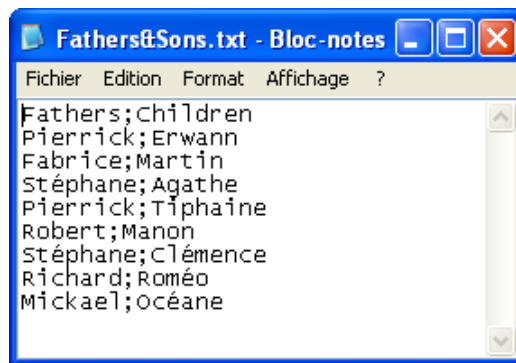 Fathers&Sons.txt - Bloc-notes
Fichier Edition Format Affichage ?
Fathers;Children
Pierrick;Erwann
Fabrice;Martin
Stéphane;Agathe
Pierrick;Tiphaine
Robert;Manon
Stéphane;Clémence
Richard;Roméo
Mickael;Océane